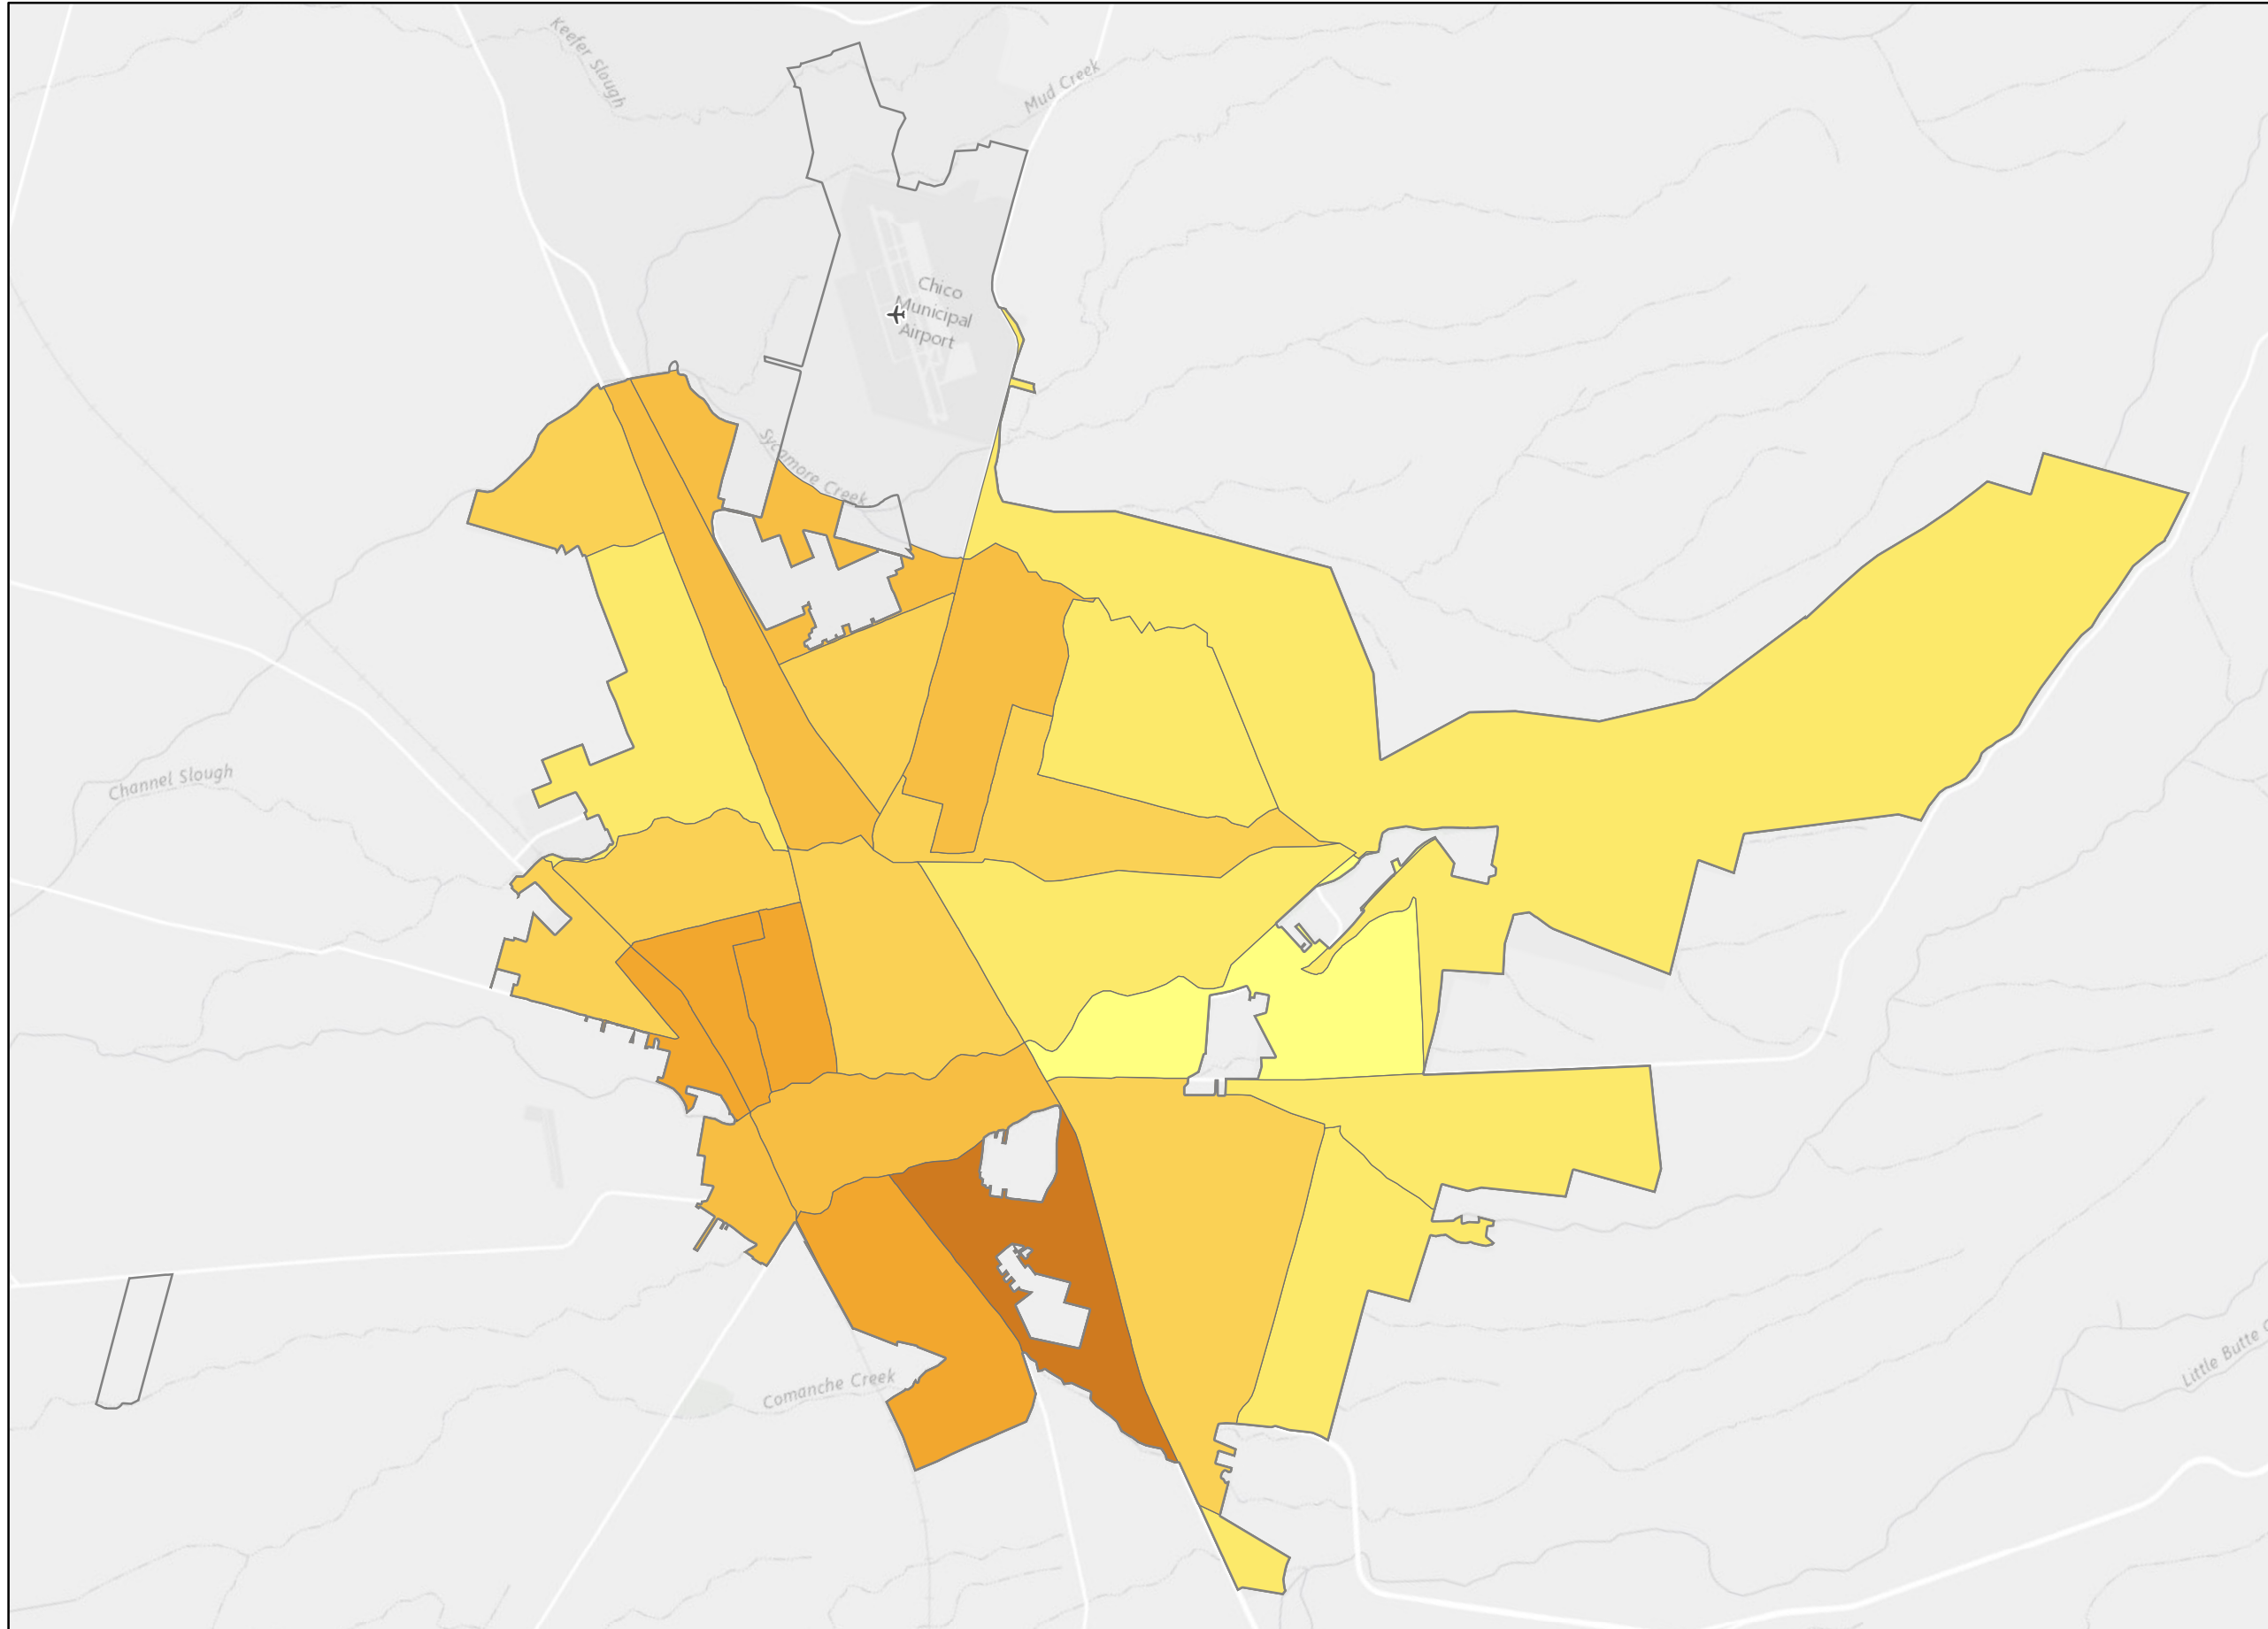 Keefer Slough
Mud Creek
Chico
Municipal
Airport
Sycamore Creek
Channel Slough
Comanche Creek
Little Butte C